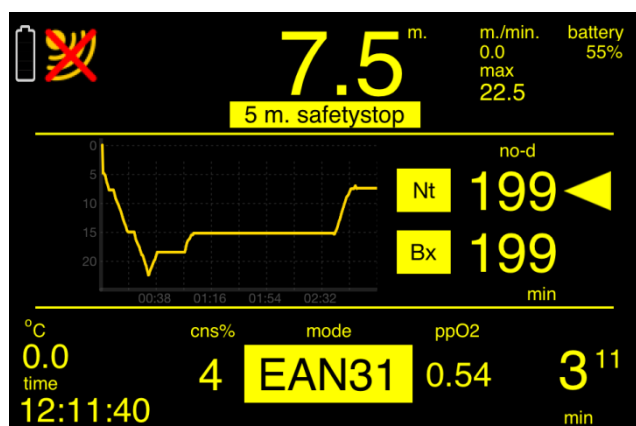 7.5 m.
m./min.
0.0
max
22.5
battery
55%
5 m. safetystop
0
5
10
15
20
00:38 01:16 01:54 02:32
no-d
Nt 199
Bx 199
min
°C
0.0
time
12:11:40
cns%
4
mode
EAN31
ppO2
0.54
3 11
min